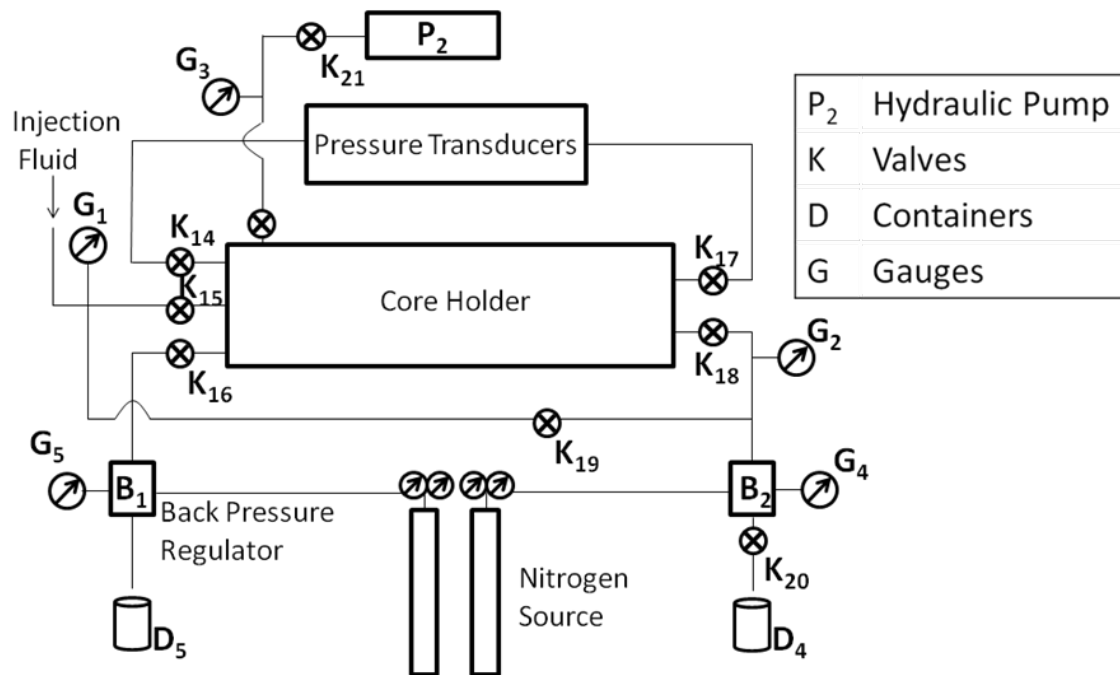 P2
K21
G3
P2 Hydraulic Pump
K Valves
D Containers
G Gauges
Injection
Fluid
Pressure Transducers
G1
K14
K17
K15
Core Holder
G2
K18
K16
K19
G5
G4
B1
B2
Back Pressure
Regulator
K20
Nitrogen
Source
D5
D4